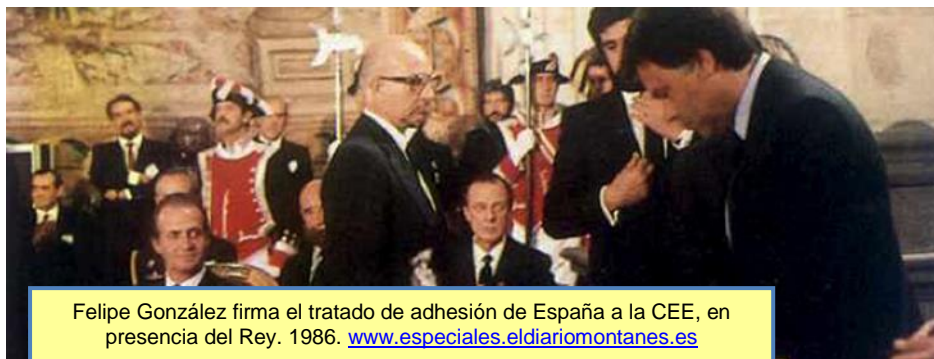 Felipe González firma el tratado de adhesión de España a la CEE, en
presencia del Rey. 1986. www.especiales.eldiariomontanes.es